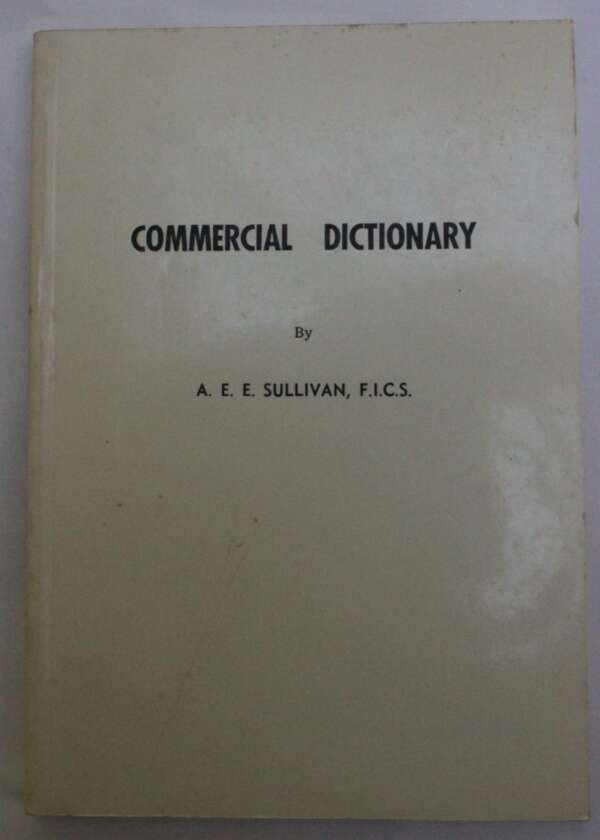 COMMERCIAL DICTIONARY
By
A. E. E. SULLIVAN, F.I.C.S.